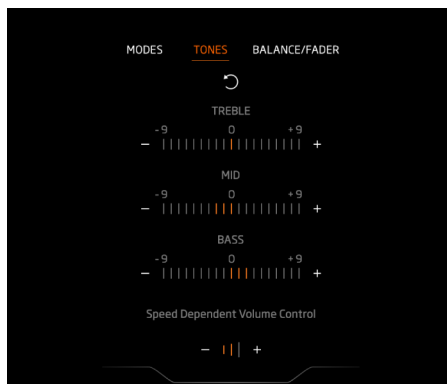 MODES TONES BALANCE/FADER
TREBLE
-9 0 +9
− +
MID
-9 0 +9
− +
BASS
-9 0 +9
− +
Speed Dependent Volume Control
− +